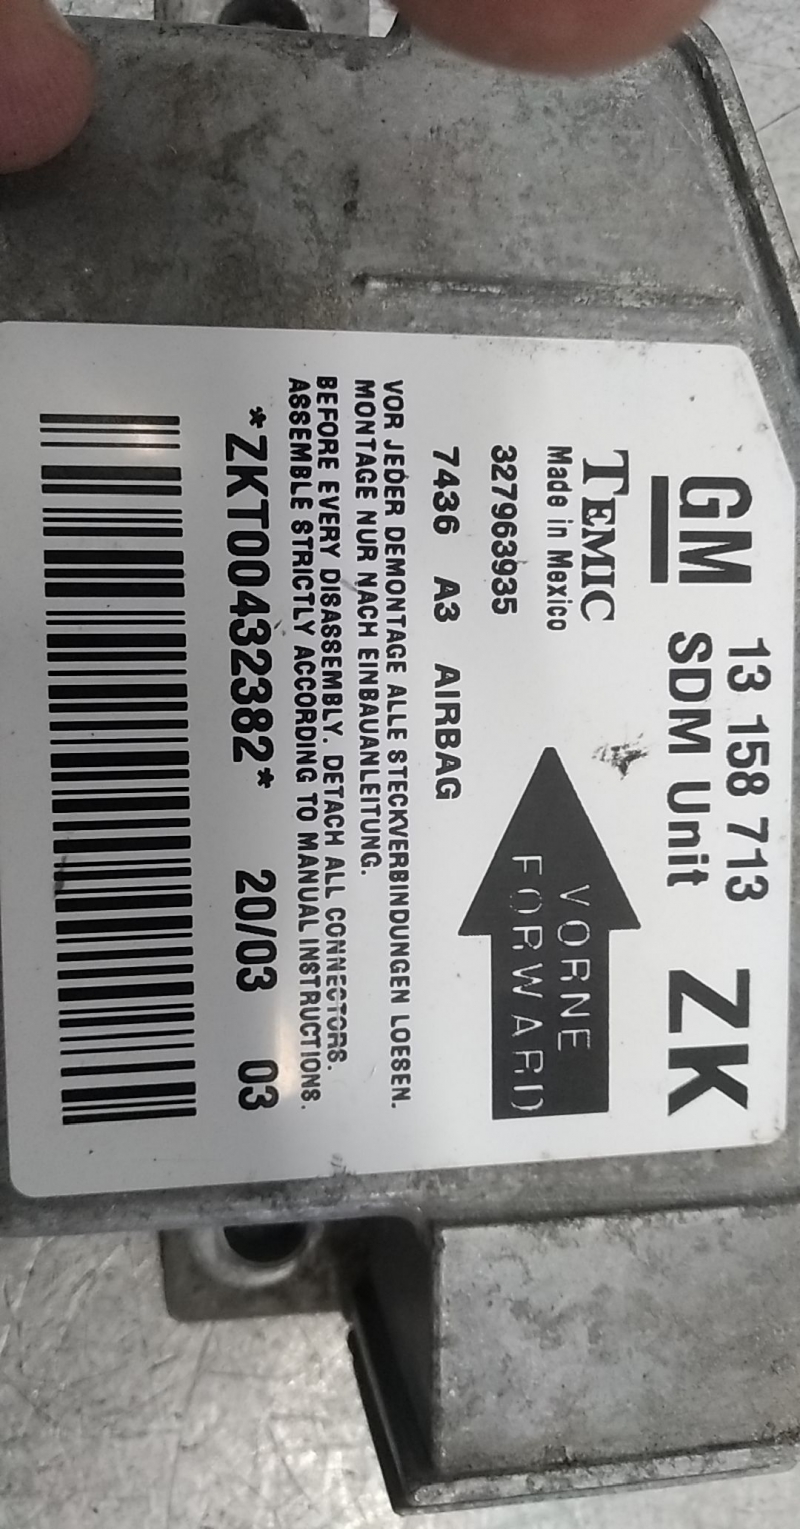 GM 13 158 713 ZK
SDM Unit
TEMIC
Made in Mexico
327963935
7436 A3 AIRBAG
VORNE
FORWARD
VOR JEDER DEMONTAGE ALLE STECKVERBINDUNGEN LOESEN.
MONTAGE NUR NACH EINBAUANLEITUNG.
BEFORE EVERY DISASSEMBLY. DETACH ALL CONNECTORS.
ASSEMBLE STRICTLY ACCORDING TO MANUAL INSTRUCTIONS.
*ZKT00432382* 20/03 03